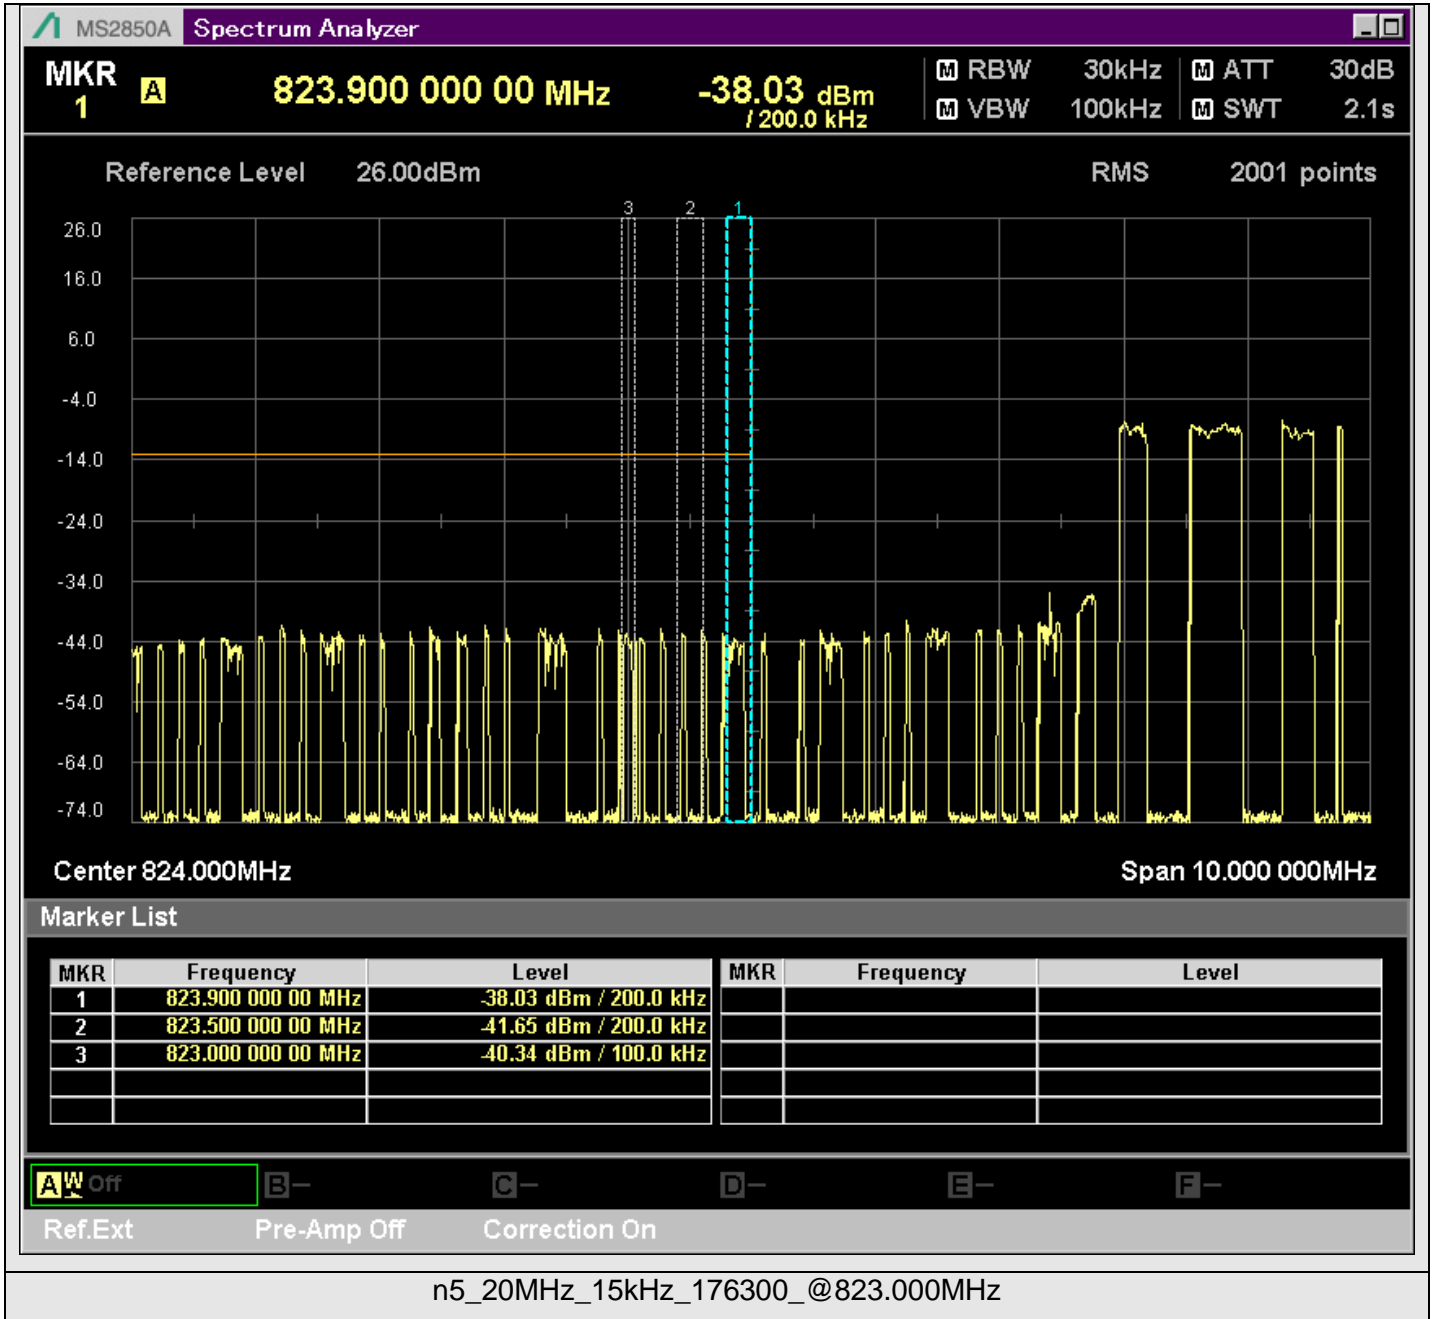 MS2850A Spectrum Analyzer
MKR 1 A 823.900 000 00 MHz -38.03 dBm / 200.0 kHz
M RBW 30kHz M ATT 30dB
M VBW 100kHz M SWT 2.1s
Reference Level 26.00dBm RMS 2001 points
3 2 1
26.0
16.0
6.0
-4.0
-14.0
-24.0
-34.0
-44.0
-54.0
-64.0
-74.0
Center 824.000MHz Span 10.000 000MHz
Marker List
MKR Frequency Level MKR Frequency Level
1 823.900 000 00 MHz -38.03 dBm / 200.0 kHz
2 823.500 000 00 MHz -41.65 dBm / 200.0 kHz
3 823.000 000 00 MHz -40.34 dBm / 100.0 kHz
A W Off B — C — D — E — F —
Ref.Ext Pre-Amp Off Correction On
n5_20MHz_15kHz_176300_@823.000MHz